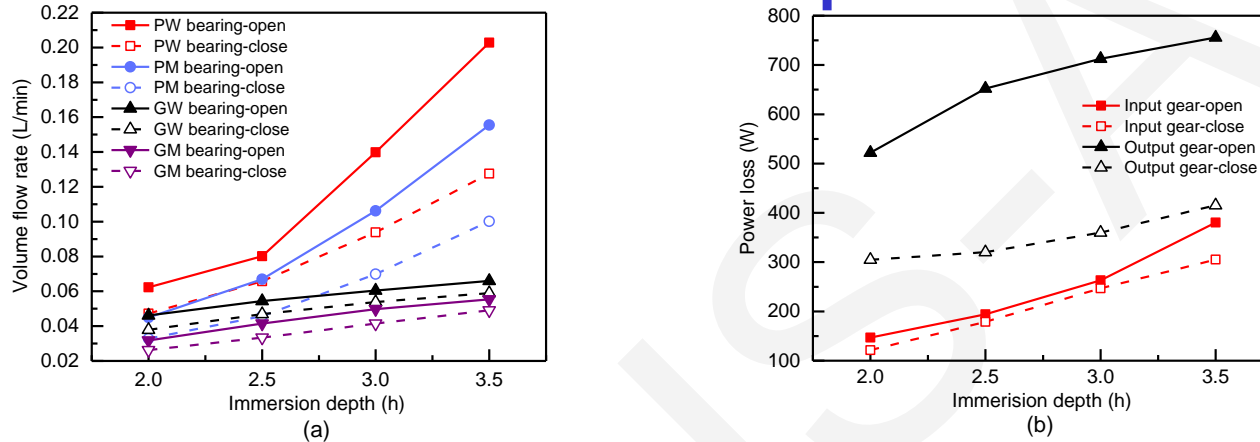 0.22
0.20
0.18
0.16
0.14
0.12
0.10
0.08
0.06
0.04
0.02
Volume flow rate (L/min)
PW bearing-open
PW bearing-close
PM bearing-open
PM bearing-close
GW bearing-open
GW bearing-close
GM bearing-open
GM bearing-close
2.0 2.5 3.0 3.5
Immersion depth (h)
(a)
800
700
600
500
400
300
200
100
Power loss (W)
Input gear-open
Input gear-close
Output gear-open
Output gear-close
2.0 2.5 3.0 3.5
Immerision depth (h)
(b)
IS-A